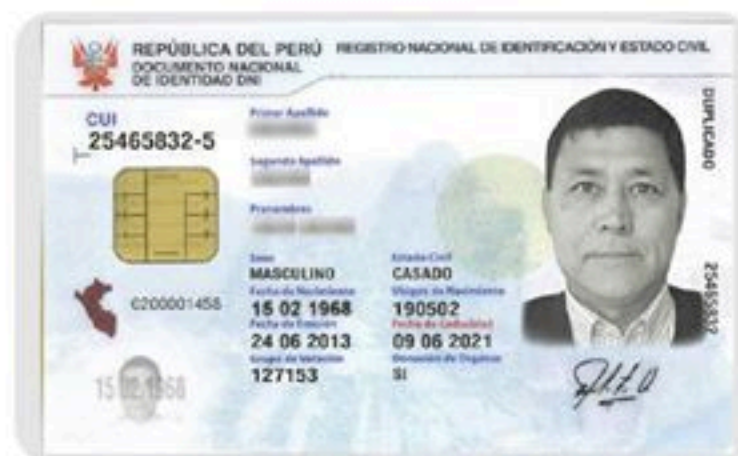 REPÚBLICA DEL PERÚ
REGISTRO NACIONAL DE IDENTIFICACIÓN Y ESTADO CIVIL
DOCUMENTO NACIONAL
DE IDENTIDAD DNI
CUI
25465832-5
Primer Apellido
Segundo Apellido
Prenombres
Sexo
MASCULINO
Estado Civil
CASADO
Fecha de Nacimiento
15 02 1968
Ubigeo de Nacimiento
190502
Fecha de Emisión
24 06 2013
Fecha de Caducidad
09 06 2021
Grupo de Votación
127153
Donación de Órganos
SI
C200001458
15 02 1968
DUPLICADO
25465832